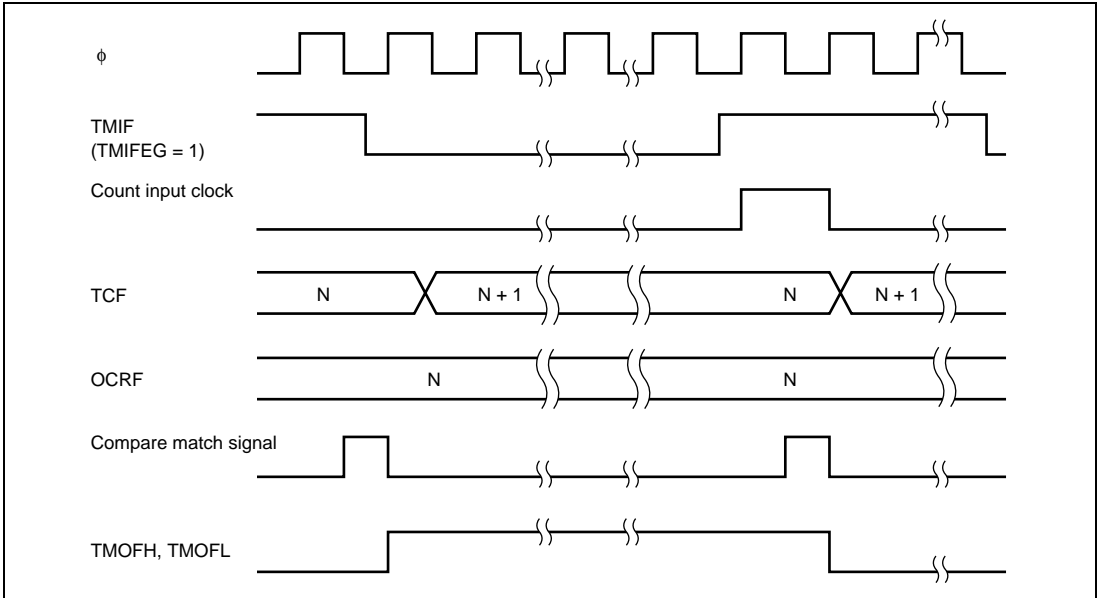 ϕ
TMIF
(TMIFEG = 1)
Count input clock
TCF N N + 1 N N + 1
OCRF N N
Compare match signal
TMOFH, TMOFL